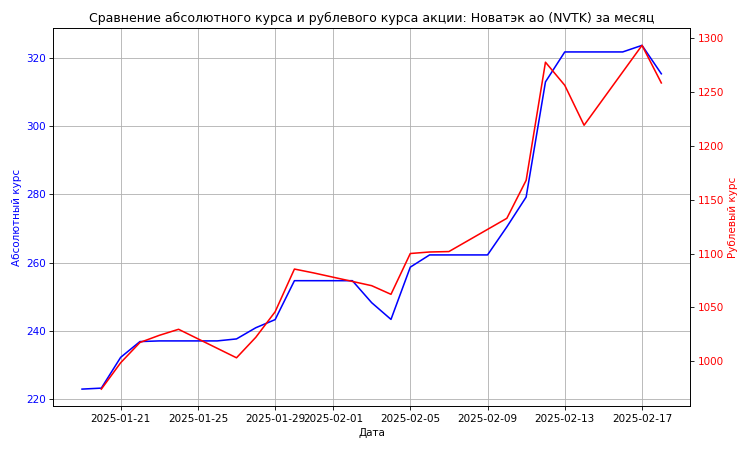 Сравнение абсолютного курса и рублевого курса акции: Новатэк ао (NVTK) за месяц
Абсолютный курс
320
300
280
260
240
220
1300
1250
1200
1150
1100
1050
1000
Рублевый курс
2025-01-21 2025-01-25 2025-01-29 2025-02-01 2025-02-05 2025-02-09 2025-02-13 2025-02-17
Дата